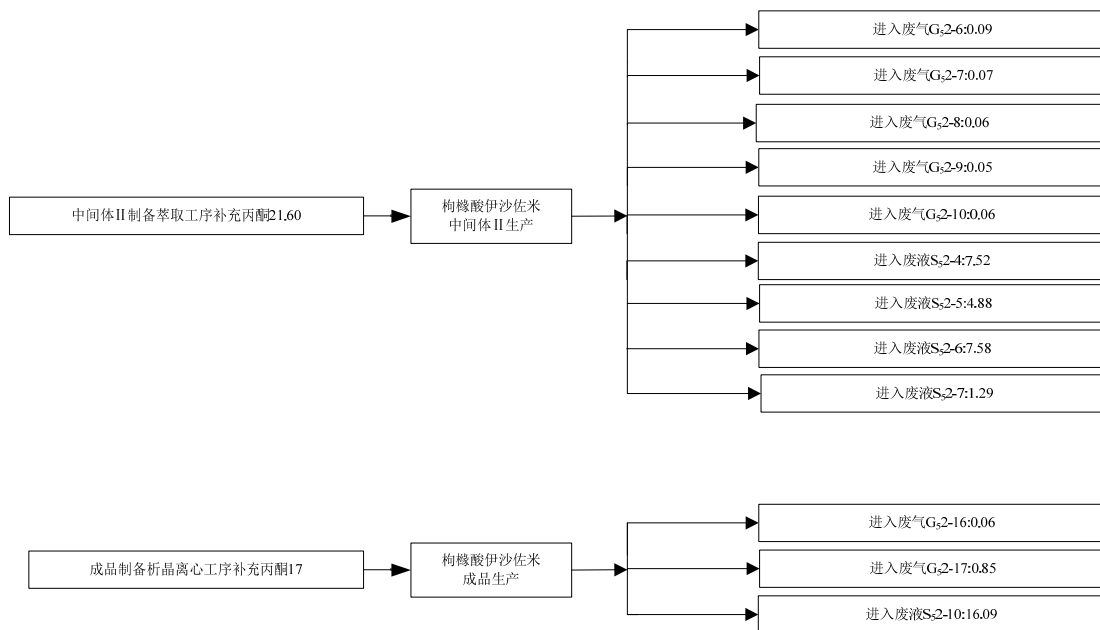 进入废气G₅2-6:0.09
进入废气G₅2-7:0.07
进入废气G₅2-8:0.06
进入废气G₅2-9:0.05
中间体Ⅱ制备萃取工序补充丙酮21.60
枸橼酸伊沙佐米
中间体Ⅱ生产
进入废气G₅2-10:0.06
进入废液S₅2-4:7.52
进入废液S₅2-5:4.88
进入废液S₅2-6:7.58
进入废液S₅2-7:1.29
进入废气G₅2-16:0.06
成品制备析晶离心工序补充丙酮17
枸橼酸伊沙佐米
成品生产
进入废气G₅2-17:0.85
进入废液S₅2-10:16.09